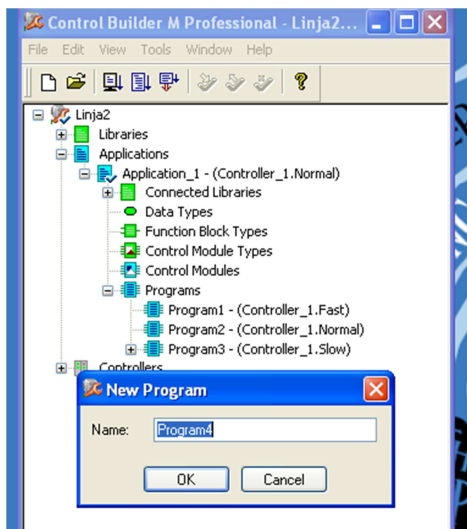 Control Builder M Professional - Linja2...
File Edit View Tools Window Help
Linja2
Libraries
Applications
Application_1 - (Controller_1.Normal)
Connected Libraries
Data Types
Function Block Types
Control Module Types
Control Modules
Programs
Program1 - (Controller_1.Fast)
Program2 - (Controller_1.Normal)
Program3 - (Controller_1.Slow)
Controllers
New Program
Name: Program4
OK Cancel